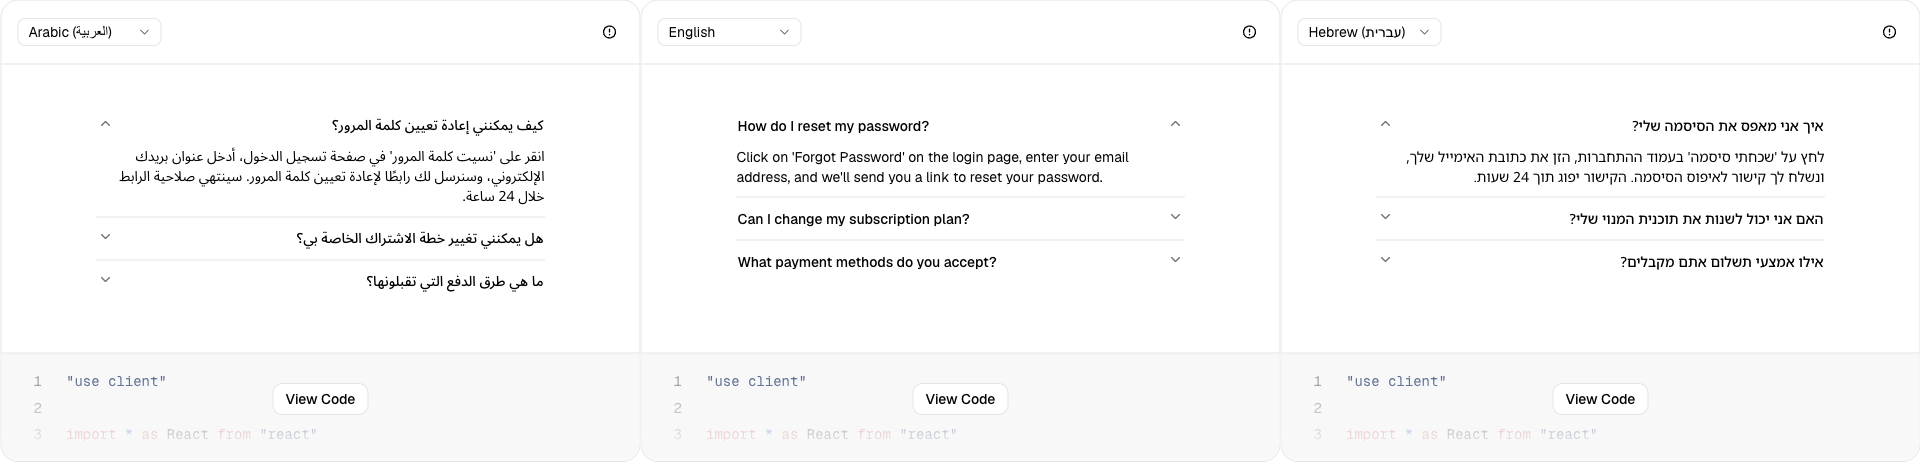 Arabic (العربية)
كيف يمكنني إعادة تعيين كلمة المرور؟
انقر على 'نسيت كلمة المرور' في صفحة تسجيل الدخول، أدخل عنوان بريدك
الإلكتروني، وسنرسل لك رابطًا لإعادة تعيين كلمة المرور. سينتهي صلاحية الرابط
خلال 24 ساعة.
هل يمكنني تغيير خطة الاشتراك الخاصة بي؟
ما هي طرق الدفع التي تقبلونها؟
1 "use client"
2
View Code
3 import * as React from "react"
English
How do I reset my password?
Click on 'Forgot Password' on the login page, enter your email
address, and we'll send you a link to reset your password.
Can I change my subscription plan?
What payment methods do you accept?
1 "use client"
2
View Code
3 import * as React from "react"
Hebrew (עברית)
איך אני מאפס את הסיסמה שלי?
לחץ על 'שכחתי סיסמה' בעמוד ההתחברות, הזן את כתובת האימייל שלך,
ונשלח לך קישור לאיפוס הסיסמה. הקישור יפוג תוך 24 שעות.
האם אני יכול לשנות את תוכנית המנוי שלי?
אילו אמצעי תשלום אתם מקבלים?
1 "use client"
2
View Code
3 import * as React from "react"